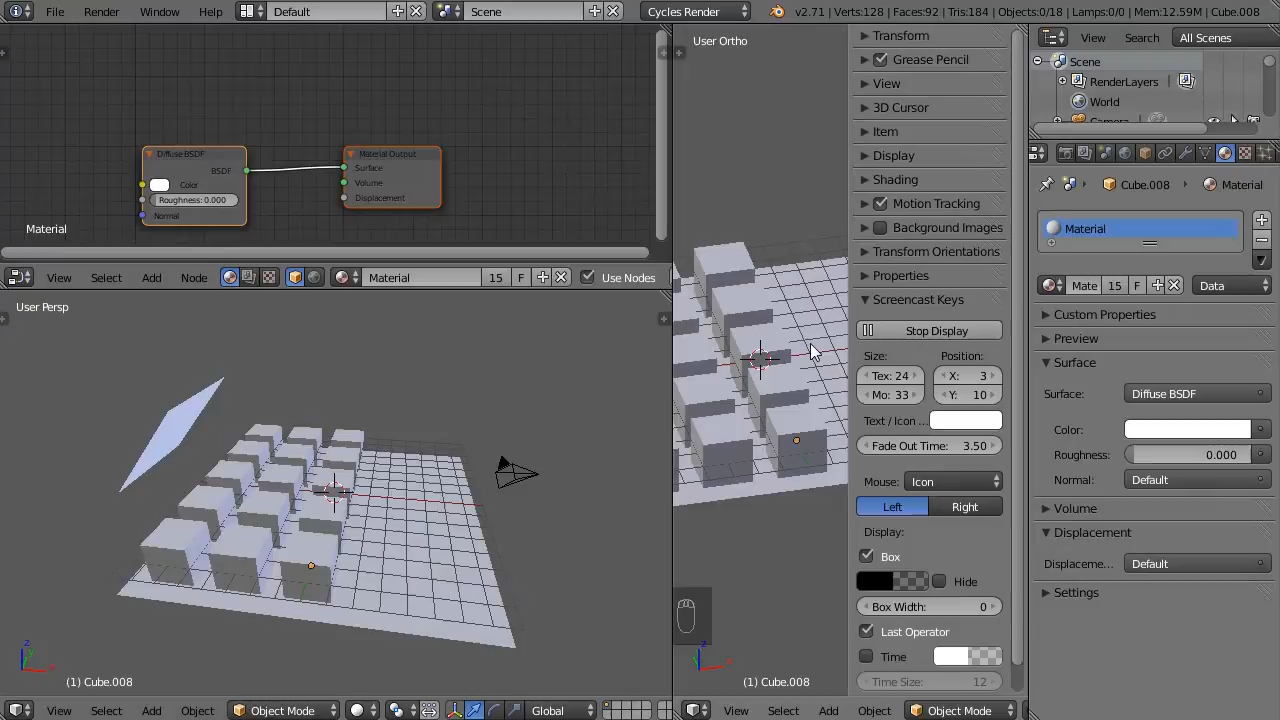 File Render Window Help Default Scene Cycles Render v2.71 | Verts:128 | Faces:92 | Tris:184 | Objects:0/18 | Lamps:0/0 | Mem:12.59M | Cube.008
Diffuse BSDF
BSDF
Color
Roughness: 0.000
Normal
Material Output
Surface
Volume
Displacement
Material
View Select Add Node Material 15 F Use Nodes
User Persp
(1) Cube.008
View Select Add Object Object Mode Global
User Ortho
(1) Cube.008
View Select Add Object Object Mode
Transform
Grease Pencil
View
3D Cursor
Item
Display
Shading
Motion Tracking
Background Images
Transform Orientations
Properties
Screencast Keys
Stop Display
Size: Position:
Tex: 24 X: 3
Mo: 33 Y: 10
Text / Icon ...
Fade Out Time: 3.50
Mouse: Icon
Left Right
Display:
Box
Hide
Box Width: 0
Last Operator
Time
Time Size: 12
View Search All Scenes
Scene
RenderLayers
World
Camera
Cube.008 Material
Material
Mate 15 F Data
Custom Properties
Preview
Surface
Surface: Diffuse BSDF
Color:
Roughness: 0.000
Normal: Default
Volume
Displacement
Displaceme... Default
Settings